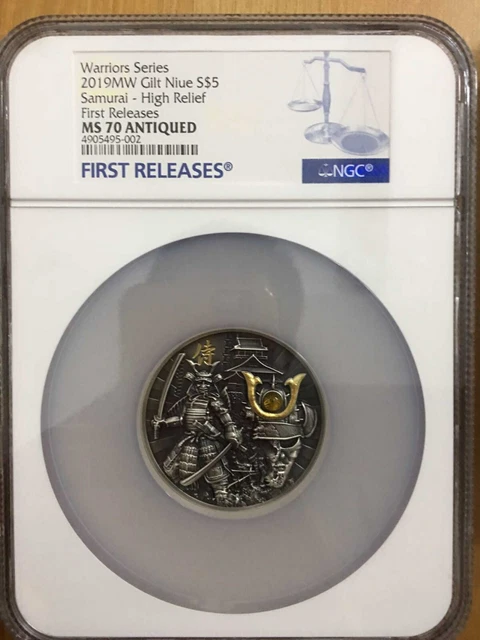 Warriors Series
2019MW Gilt Niue S$5
Samurai - High Relief
First Releases
MS 70 ANTIQUED
4905495-002
FIRST RELEASES®
NGC®
侍